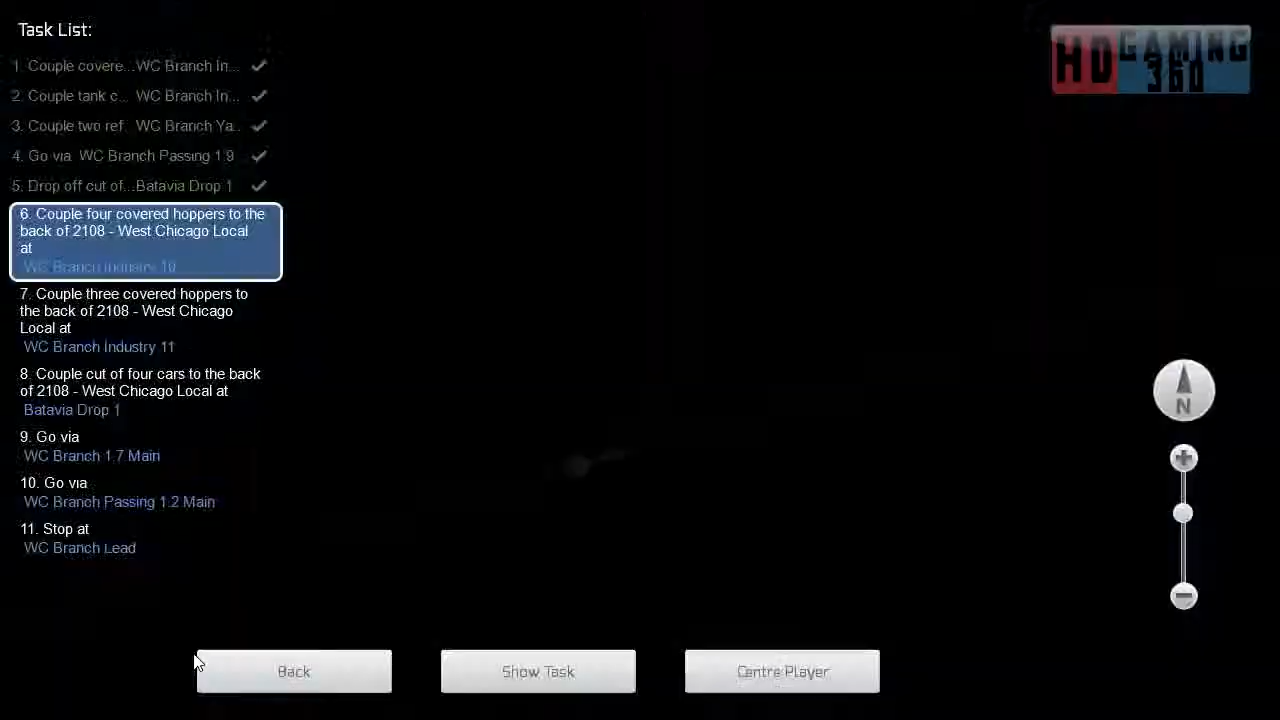 Task List:
1. Couple covere...WC Branch In...
2. Couple tank c... WC Branch In...
3. Couple two ref...WC Branch Ya...
4. Go via WC Branch Passing 1.9
5. Drop off cut of...Batavia Drop 1
6. Couple four covered hoppers to the
back of 2108 - West Chicago Local
at
WC Branch Industry 10
7. Couple three covered hoppers to
the back of 2108 - West Chicago
Local at
WC Branch Industry 11
8. Couple cut of four cars to the back
of 2108 - West Chicago Local at
Batavia Drop 1
9. Go via
WC Branch 1.7 Main
10. Go via
WC Branch Passing 1.2 Main
11. Stop at
WC Branch Lead
HD GAMING
360
N
Back
Show Task
Centre Player